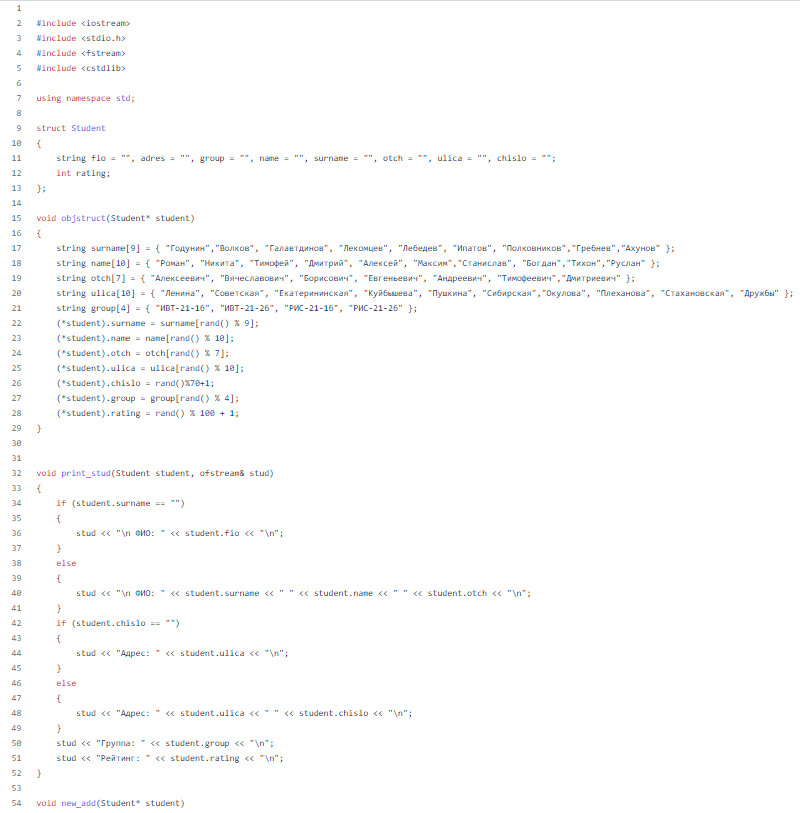 1
2 #include <iostream>
3 #include <stdio.h>
4 #include <fstream>
5 #include <cstdlib>
6
7 using namespace std;
8
9 struct Student
10 {
11     string fio = "", adres = "", group = "", name = "", surname = "", otch = "", ulica = "", chislo = "";
12     int rating;
13 };
14
15 void objstruct(Student* student)
16 {
17     string surname[9] = { "Годунин","Волков", "Галавтдинов", "Лекомцев", "Лебедев", "Ипатов", "Полковников","Гребнев","Ахунов" };
18     string name[10] = { "Роман", "Никита", "Тимофей", "Дмитрий", "Алексей", "Максим","Станислав", "Богдан","Тихон","Руслан" };
19     string otch[7] = { "Алексеевич", "Вячеславович", "Борисович", "Евгеньевич", "Андреевич", "Тимофеевич","Дмитриевич" };
20     string ulica[10] = { "Ленина", "Советская", "Екатерининская", "Куйбышева", "Пушкина", "Сибирская","Окулова", "Плеханова", "Стахановская", "Дружбы" };
21     string group[4] = { "ИВТ-21-1б", "ИВТ-21-2б", "РИС-21-1б", "РИС-21-2б" };
22     (*student).surname = surname[rand() % 9];
23     (*student).name = name[rand() % 10];
24     (*student).otch = otch[rand() % 7];
25     (*student).ulica = ulica[rand() % 10];
26     (*student).chislo = rand()%70+1;
27     (*student).group = group[rand() % 4];
28     (*student).rating = rand() % 100 + 1;
29 }
30
31
32 void print_stud(Student student, ofstream& stud)
33 {
34     if (student.surname == "")
35     {
36         stud << "\n ФИО: " << student.fio << "\n";
37     }
38     else
39     {
40         stud << "\n ФИО: " << student.surname << " " << student.name << " " << student.otch << "\n";
41     }
42     if (student.chislo == "")
43     {
44         stud << "Адрес: " << student.ulica << "\n";
45     }
46     else
47     {
48         stud << "Адрес: " << student.ulica << " " << student.chislo << "\n";
49     }
50     stud << "Группа: " << student.group << "\n";
51     stud << "Рейтинг: " << student.rating << "\n";
52 }
53
54 void new_add(Student* student)